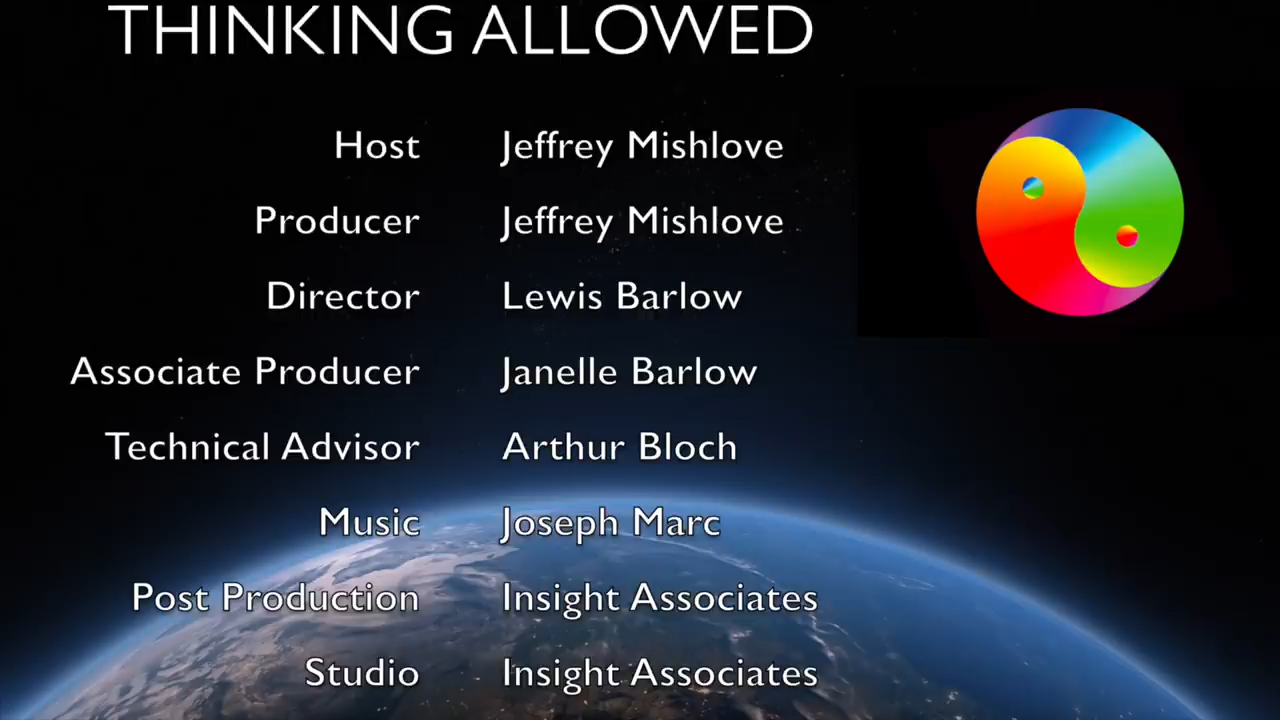 THINKING ALLOWED
Host Jeffrey Mishlove
Producer Jeffrey Mishlove
Director Lewis Barlow
Associate Producer Janelle Barlow
Technical Advisor Arthur Bloch
Music Joseph Marc
Post Production Insight Associates
Studio Insight Associates